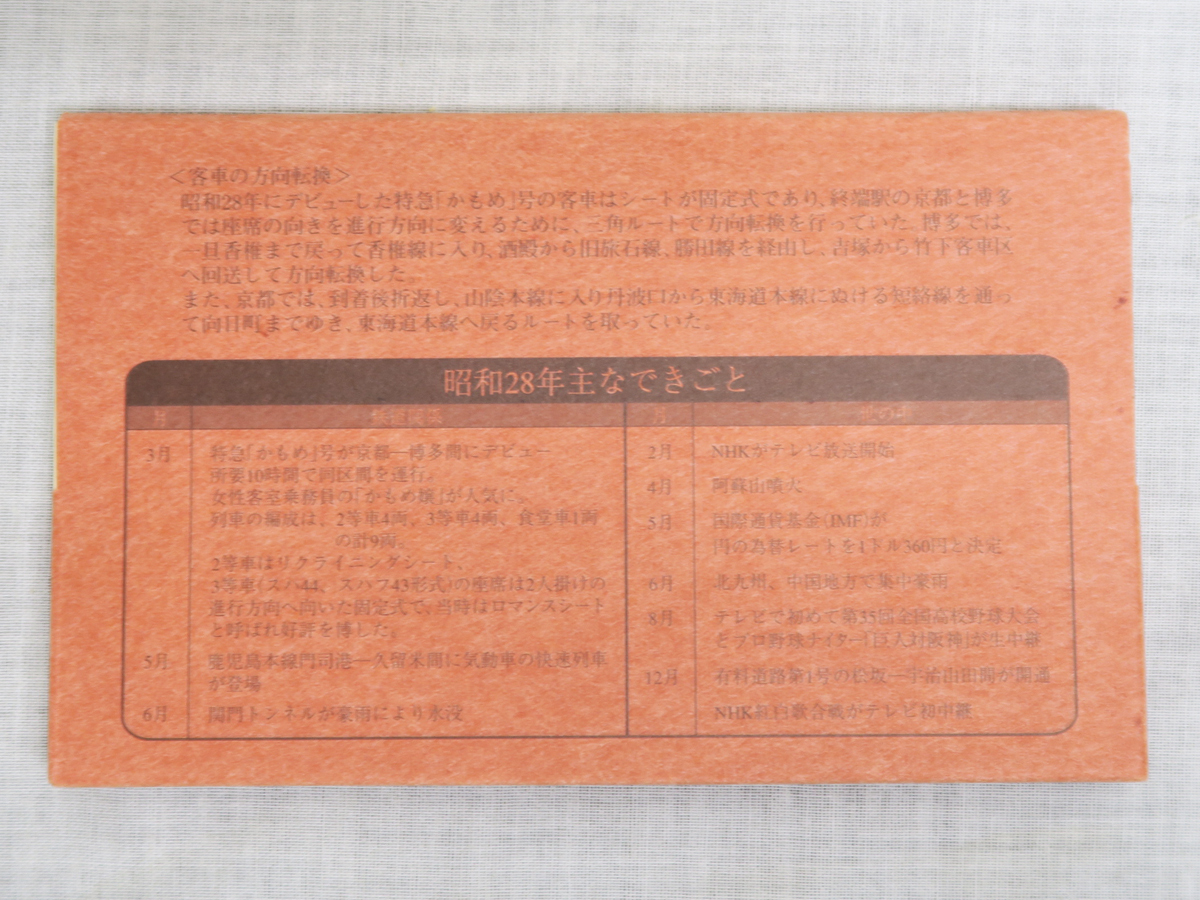 ＜客車の方向転換＞
昭和28年にデビューした特急「かもめ」号の客車はシートが固定式であり、終端駅の京都と博多
では座席の向きを進行方向に変えるために、三角ルートで方向転換を行っていた。博多では、
一旦香椎まで戻って香椎線に入り、酒殿から旧旅石線、勝田線を経由し、吉塚から竹下客車区
へ回送して方向転換した。
また、京都では、到着後折返し、山陰本線に入り丹波口から東海道本線にぬける短絡線を通っ
て向日町までゆき、東海道本線へ戻るルートを取っていた。
昭和28年主なできごと
月
3月 特急「かもめ」号が京都―博多間にデビュー
所要10時間で同区間を運行。
女性客室乗務員の「かもめ嬢」が人気に。
列車の編成は、2等車4両、3等車4両、食堂車1両
の計9両。
2等車はリクライニングシート、
3等車（スハ44、スハフ43形式）の座席は2人掛けの
進行方向へ向いた固定式で、当時はロマンスシート
と呼ばれ好評を博した。
5月 鹿児島本線門司港―久留米間に気動車の快速列車
が登場
6月 関門トンネルが豪雨により水没
月 世の中
2月 NHKがテレビ放送開始
4月 阿蘇山噴火
5月 国際通貨基金（IMF）が
円の為替レートを1ドル360円と決定
6月 北九州、中国地方で集中豪雨
8月 テレビで初めて第35回全国高校野球大会
とプロ野球ナイター「巨人対阪神」が生中継
12月 有料道路第1号の松坂―宇治山田間が開通
NHK紅白歌合戦がテレビ初中継